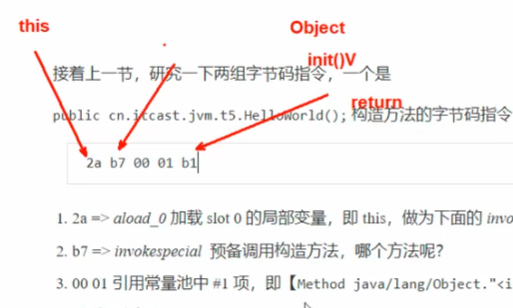 this
Object
init()V
接着上一节，研究一下两组字节码指令，一个是
return
public cn.itcast.jvm.t5.HelloWorld(); 构造方法的字节码指令
2a b7 00 01 b1
1. 2a => aload_0 加载 slot 0 的局部变量，即 this，做为下面的 invo
2. b7 => invokespecial 预备调用构造方法，哪个方法呢？
3. 00 01 引用常量池中 #1 项，即【Method java/lang/Object."<i